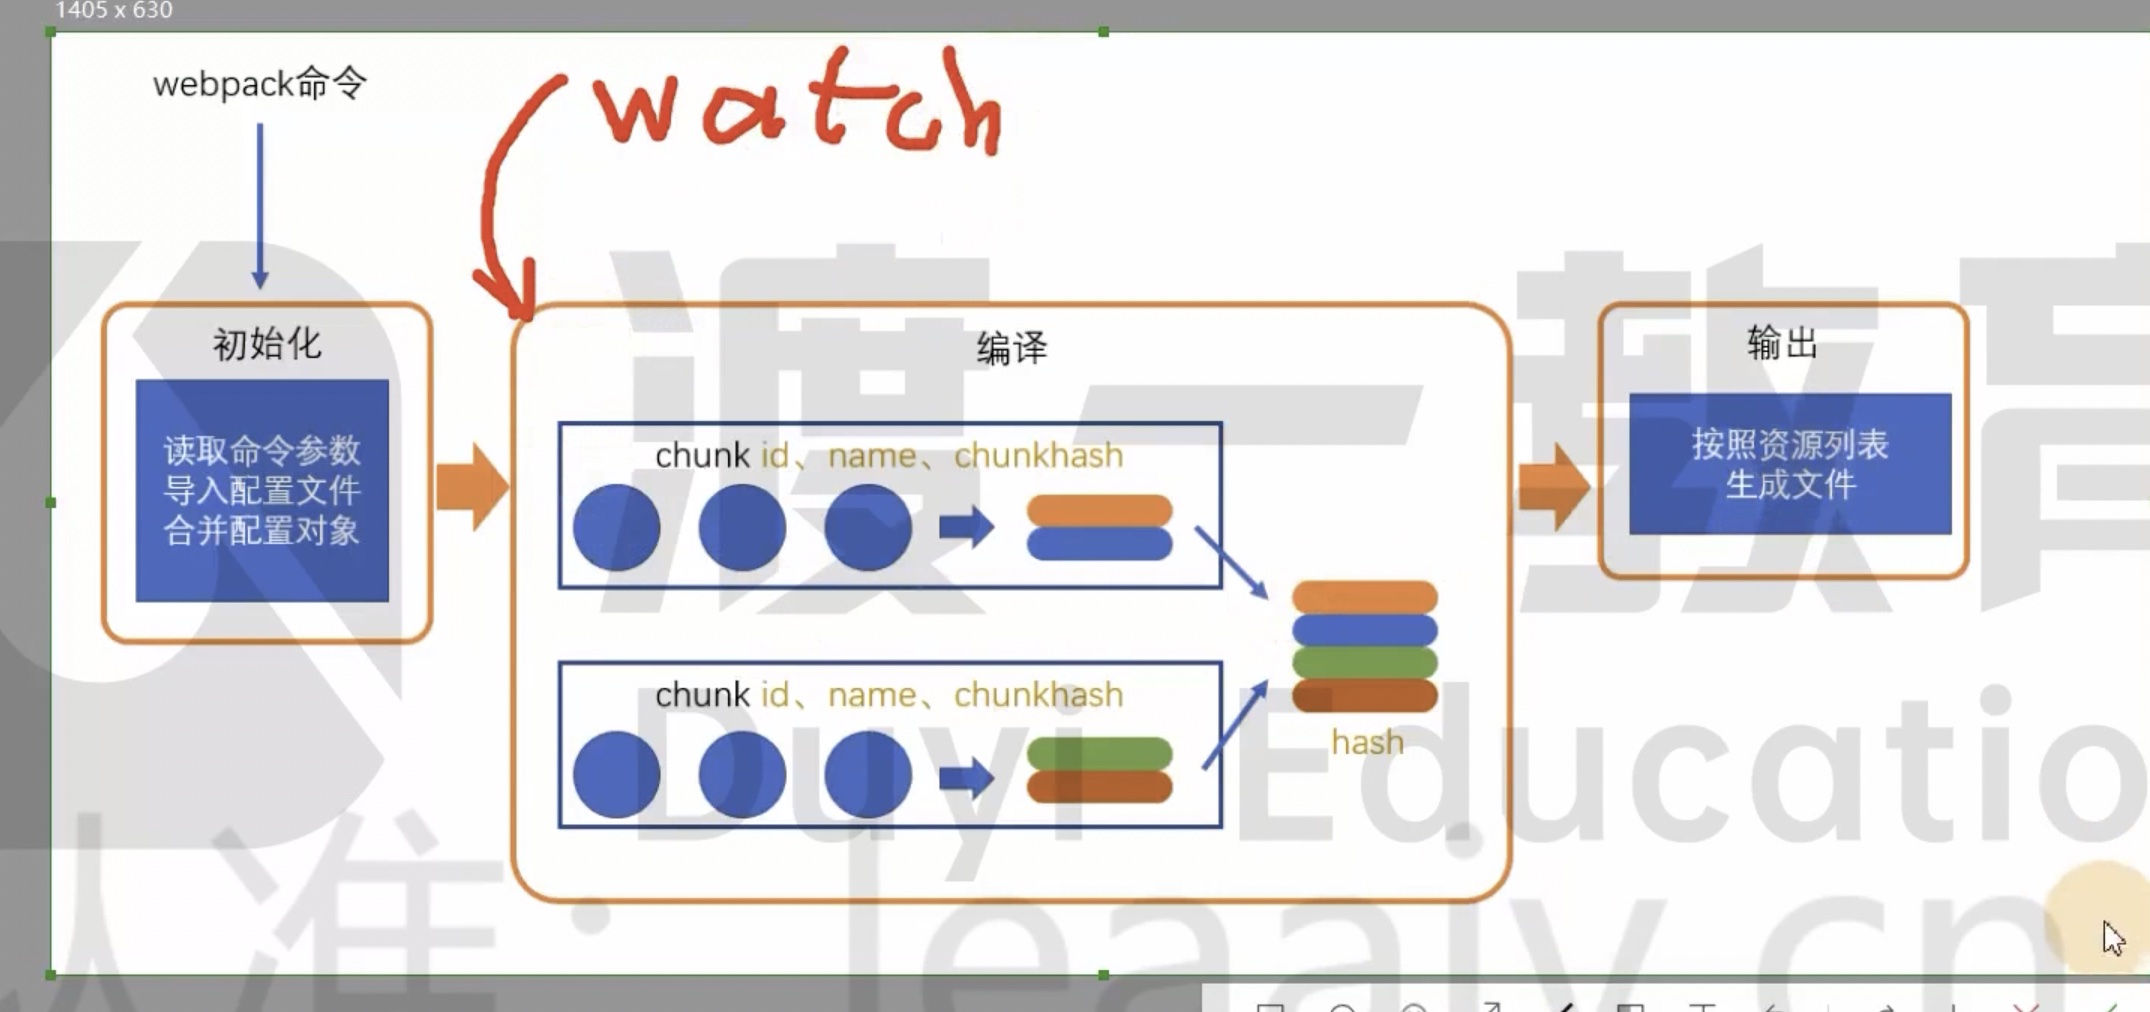 1405 x 630
webpack命令
watch
初始化
读取命令参数
导入配置文件
合并配置对象
编译
chunk id、name、chunkhash
chunk id、name、chunkhash
hash
输出
按照资源列表
生成文件
渡一教育
Duyi Educatio